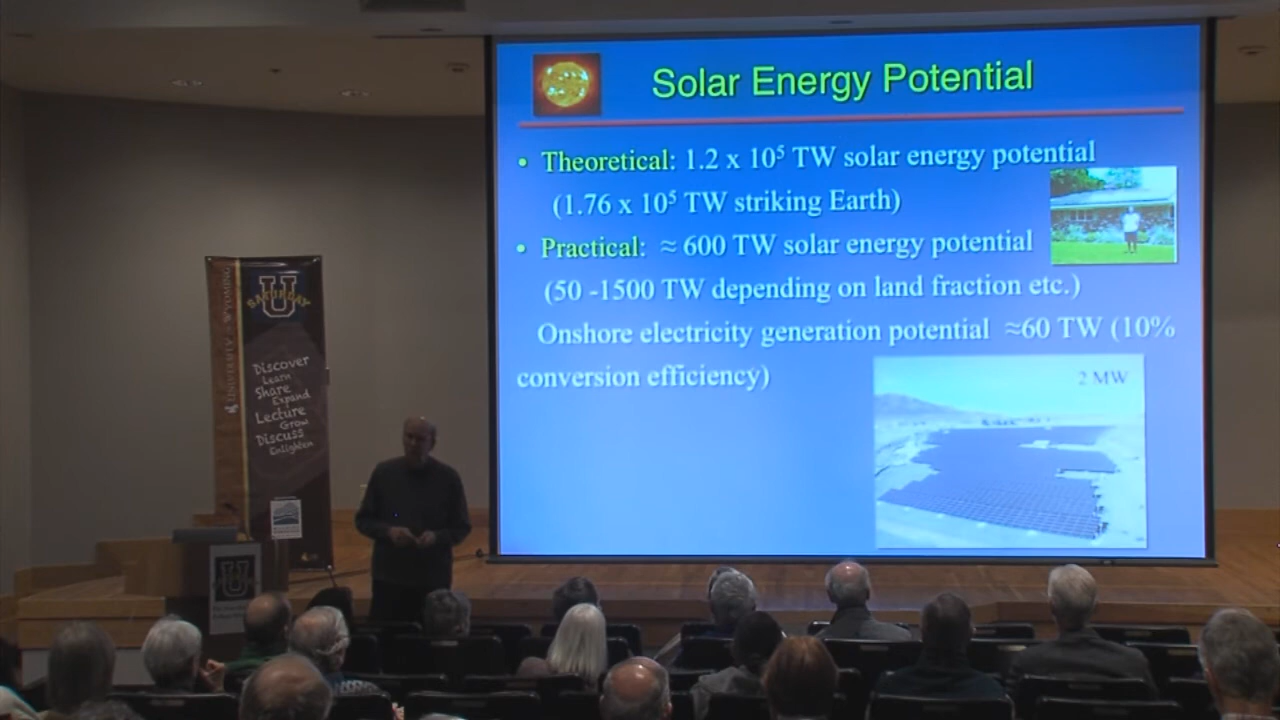 Solar Energy Potential
• Theoretical: 1.2 x 10⁵ TW solar energy potential
(1.76 x 10⁵ TW striking Earth)
• Practical: ≈ 600 TW solar energy potential
(50 -1500 TW depending on land fraction etc.)
Onshore electricity generation potential ≈60 TW (10%
conversion efficiency)
2 MW
UNIVERSITY OF WYOMING
U
SATURDAY
Discover
Learn
Share
Expand
Lecture
Grow
Discuss
Enlighten
U